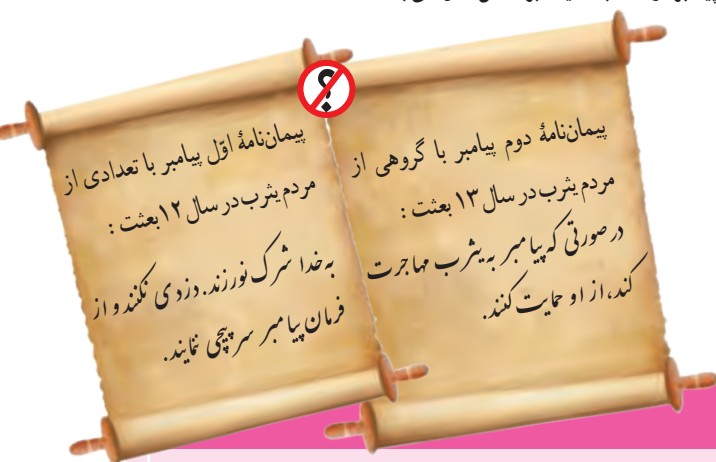 پیمان‌نامهٔ دوم پیامبر با گروهی از
مردم یثرب در سال ۱۳ بعثت :
در صورتی که پیامبر به یثرب مهاجرت
کند، از او حمایت کنند.
پیمان‌نامهٔ اوّل پیامبر با تعدادی از
مردم یثرب در سال ۱۲ بعثت :
به خدا شرک نورزند. دزدی نکنند و از
فرمان پیامبر سرپیچی ننمایند.
؟